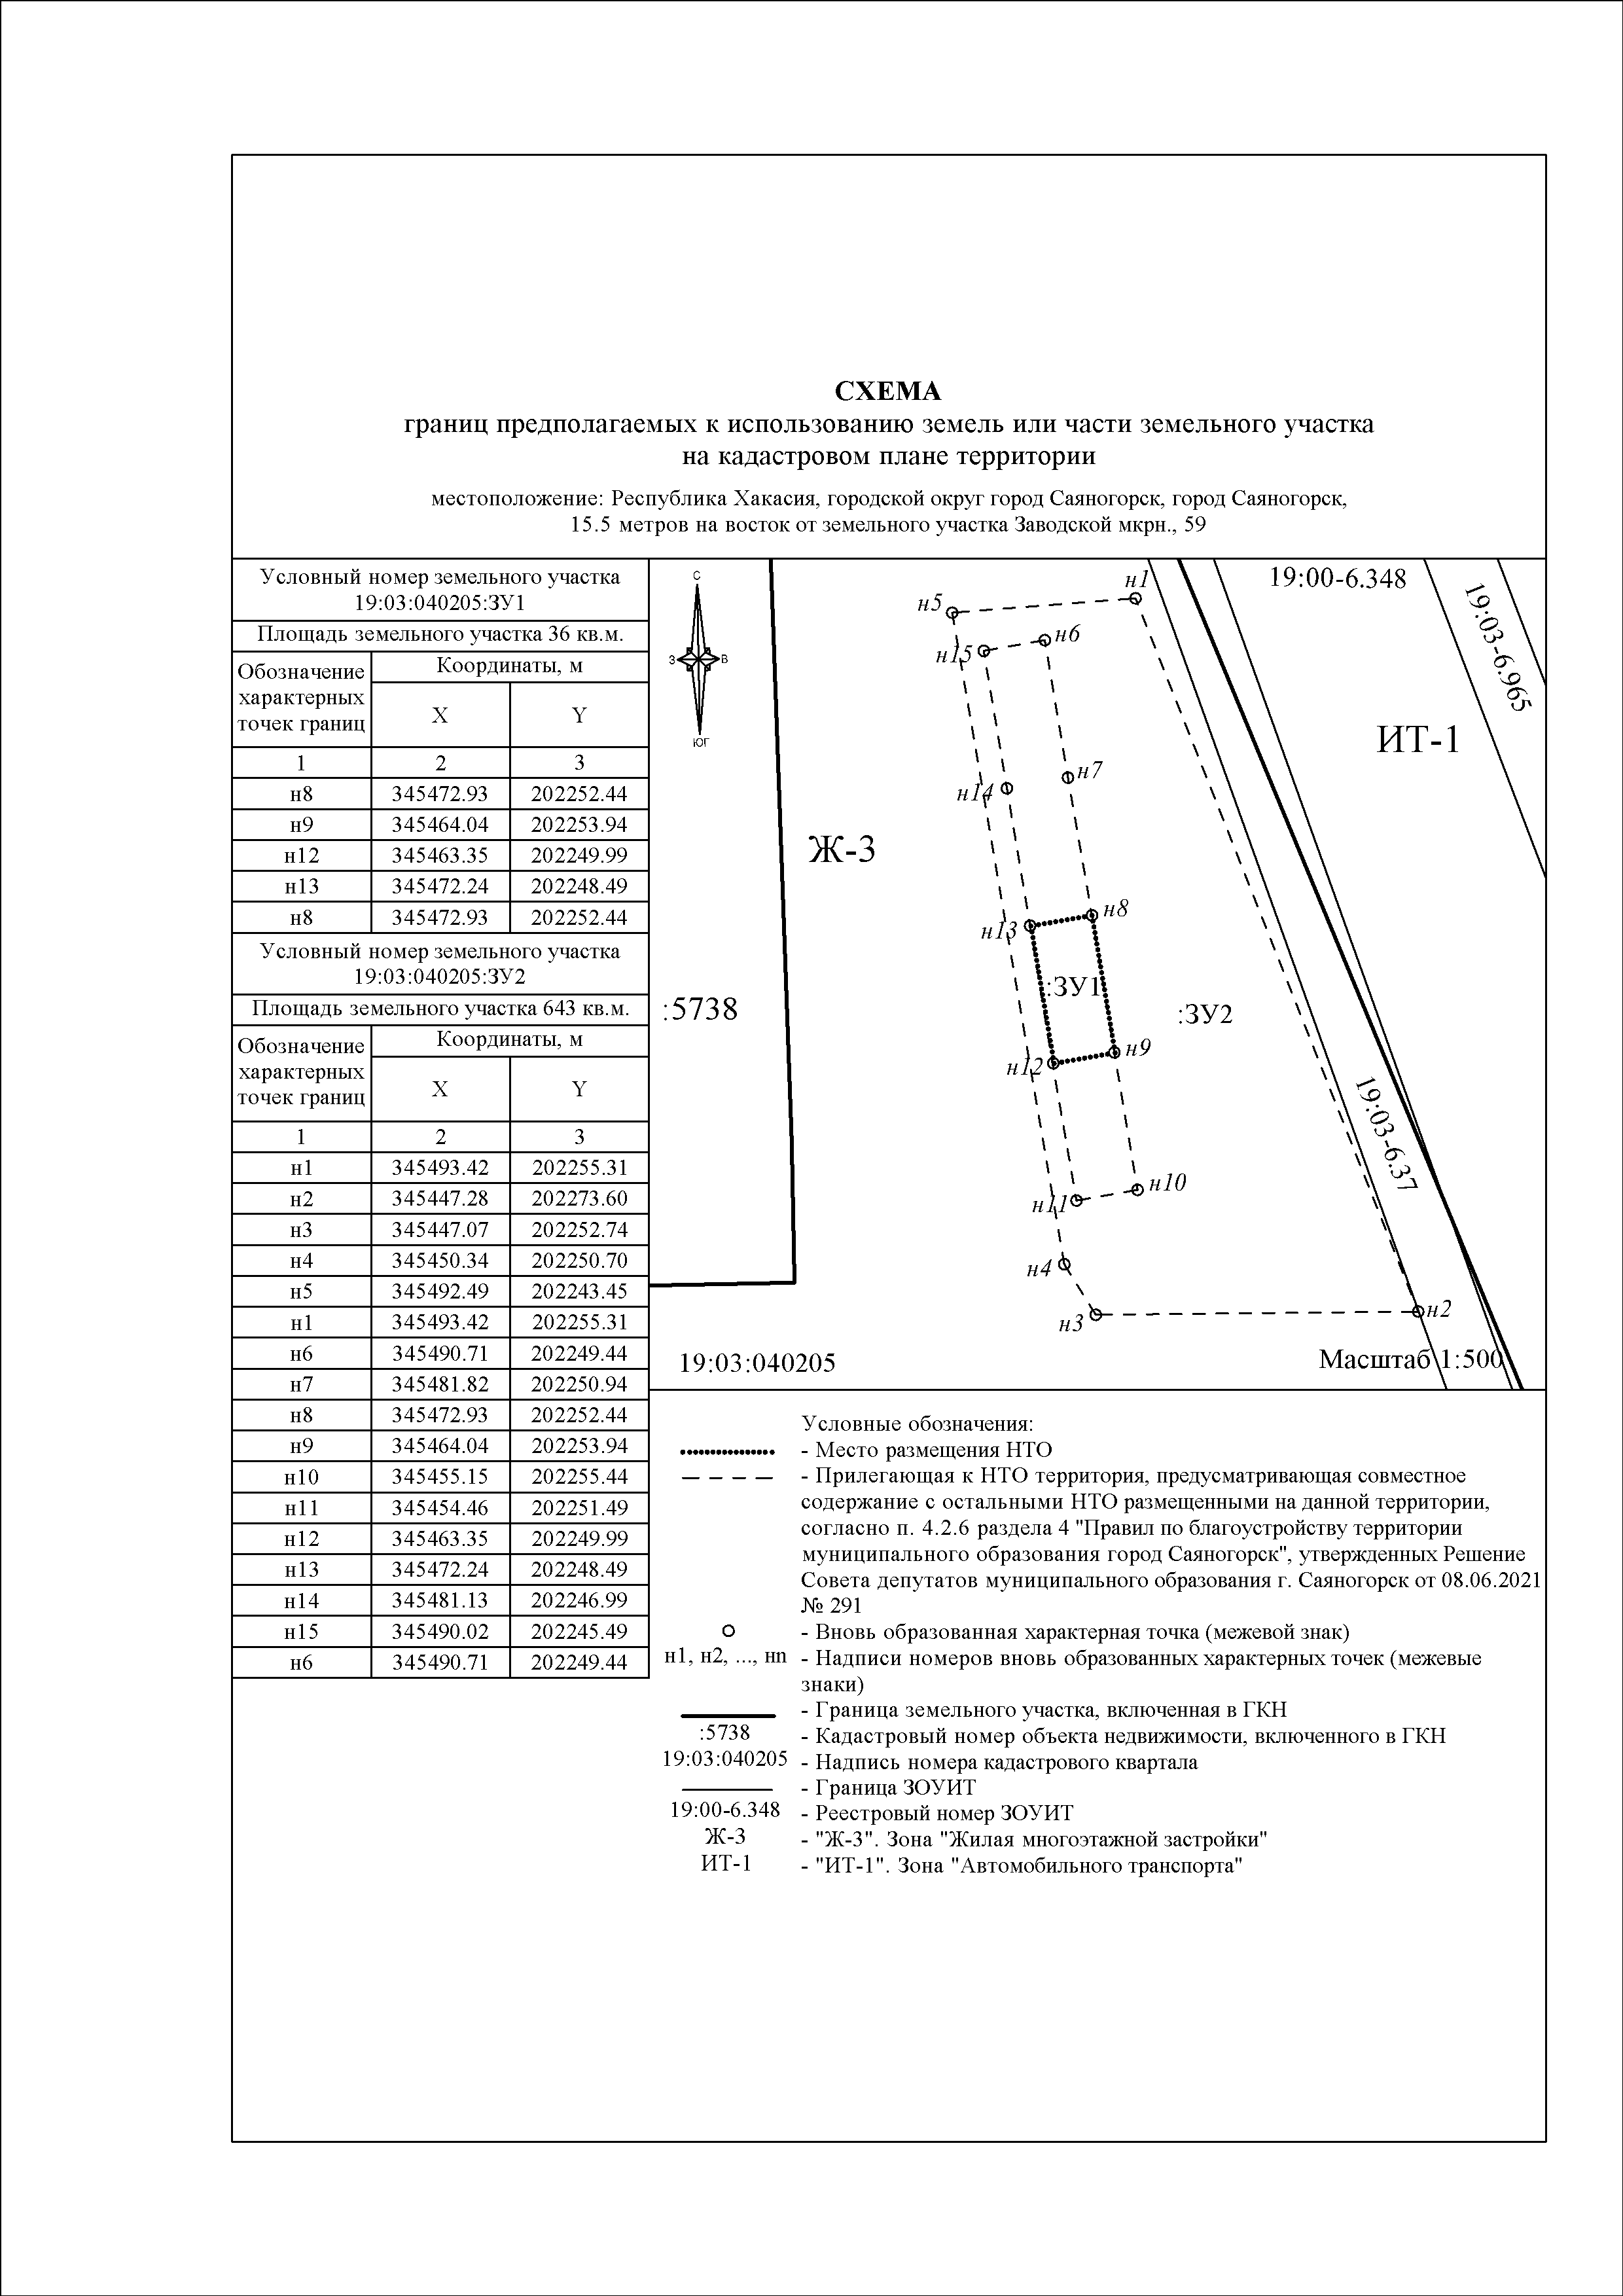 СХЕМА
границ предполагаемых к использованию земель или части земельного участка
на кадастровом плане территории
местоположение: Республика Хакасия, городской округ город Саяногорск, город Саяногорск,
15.5 метров на восток от земельного участка Заводской мкрн., 59
Условный номер земельного участка
19:03:040205:ЗУ1
Площадь земельного участка 36 кв.м.
Обозначение характерных точек границ Координаты, м
X Y
1 2 3
н8 345472.93 202252.44
н9 345464.04 202253.94
н12 345463.35 202249.99
н13 345472.24 202248.49
н8 345472.93 202252.44
Условный номер земельного участка
19:03:040205:ЗУ2
Площадь земельного участка 643 кв.м.
Обозначение характерных точек границ Координаты, м
X Y
1 2 3
н1 345493.42 202255.31
н2 345447.28 202273.60
н3 345447.07 202252.74
н4 345450.34 202250.70
н5 345492.49 202243.45
н1 345493.42 202255.31
н6 345490.71 202249.44
н7 345481.82 202250.94
н8 345472.93 202252.44
н9 345464.04 202253.94
н10 345455.15 202255.44
н11 345454.46 202251.49
н12 345463.35 202249.99
н13 345472.24 202248.49
н14 345481.13 202246.99
н15 345490.02 202245.49
н6 345490.71 202249.44
С
З В
ЮГ
н5
н1
19:00-6.348
19:03-6.965
н15
н6
ИТ-1
н14
н7
Ж-3
н13
н8
:5738
:ЗУ1
:ЗУ2
н12
н9
19:03-6.37
н11
н10
н4
н3
н2
19:03:040205
Масштаб 1:500
Условные обозначения:
- Место размещения НТО
- Прилегающая к НТО территория, предусматривающая совместное
содержание с остальными НТО размещенными на данной территории,
согласно п. 4.2.6 раздела 4 "Правил по благоустройству территории
муниципального образования город Саяногорск", утвержденных Решение
Совета депутатов муниципального образования г. Саяногорск от 08.06.2021
№ 291
- Вновь образованная характерная точка (межевой знак)
н1, н2, ..., нп - Надписи номеров вновь образованных характерных точек (межевые
знаки)
- Граница земельного участка, включенная в ГКН
:5738 - Кадастровый номер объекта недвижимости, включенного в ГКН
19:03:040205 - Надпись номера кадастрового квартала
- Граница ЗОУИТ
19:00-6.348 - Реестровый номер ЗОУИТ
Ж-3 - "Ж-3". Зона "Жилая многоэтажной застройки"
ИТ-1 - "ИТ-1". Зона "Автомобильного транспорта"